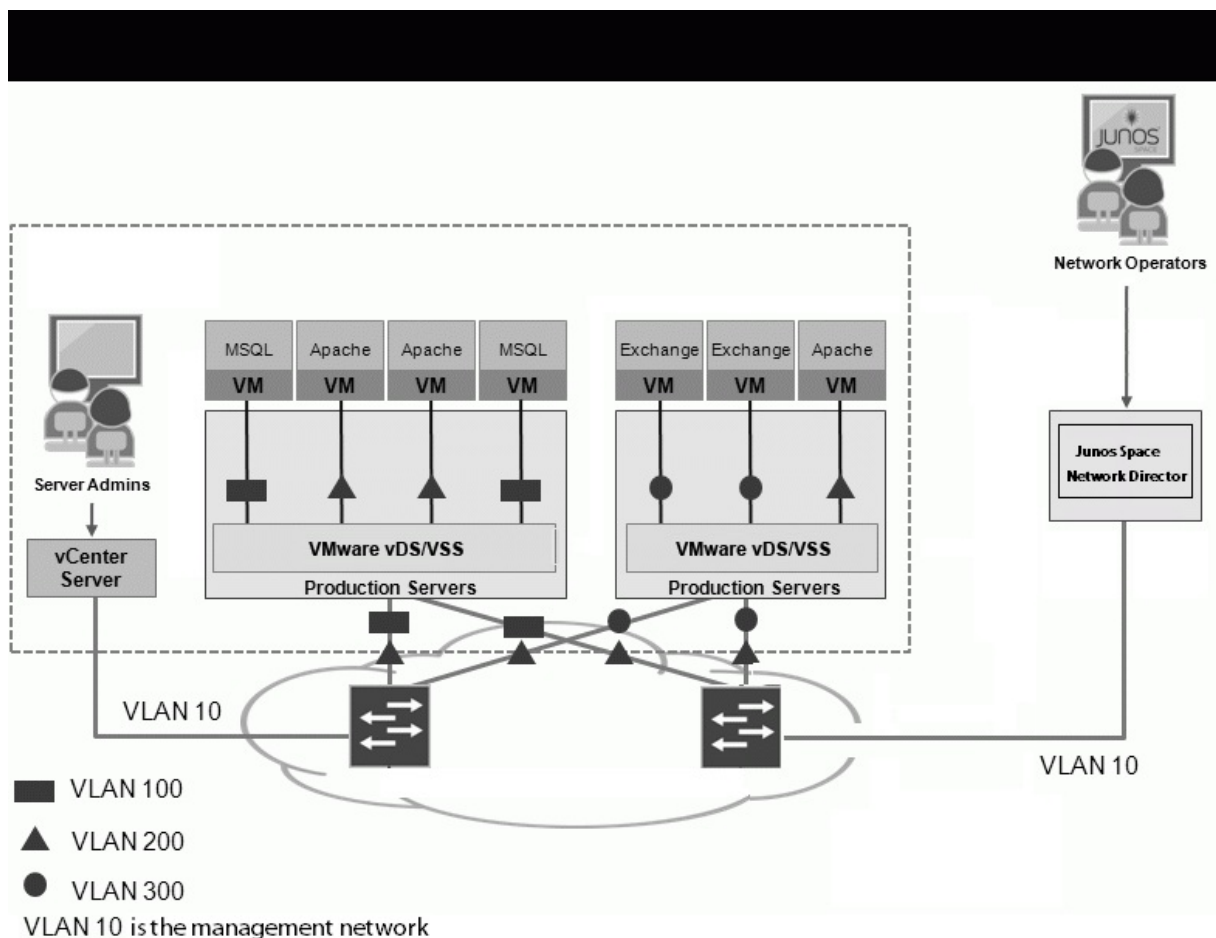 JUNOS
SPACE
Network Operators
MSQL
VM
Apache
VM
Apache
VM
MSQL
VM
Exchange
VM
Exchange
VM
Apache
VM
Server Admins
vCenter
Server
VMware vDS/VSS
Production Servers
VMware vDS/VSS
Production Servers
Junos Space
Network Director
VLAN 10
VLAN 10
VLAN 100
VLAN 200
VLAN 300
VLAN 10 is the management network